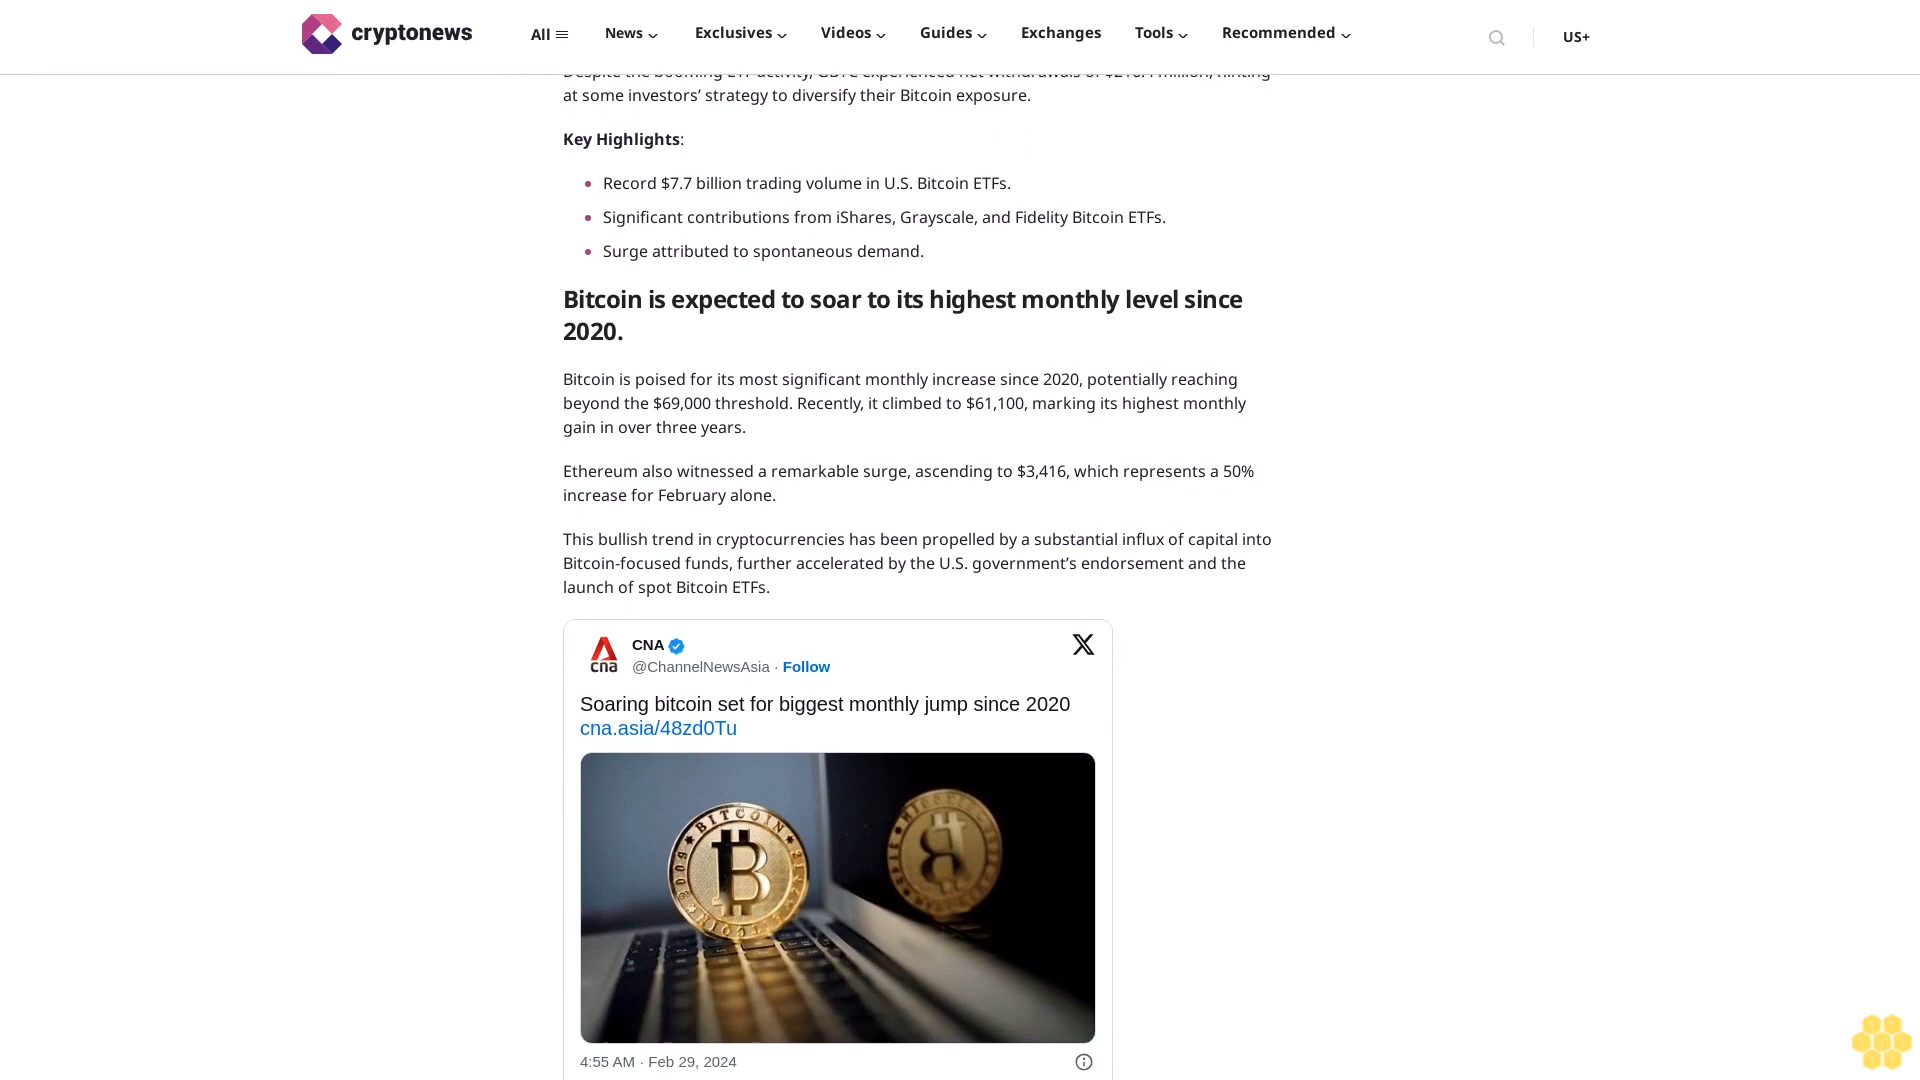 cryptonews
All
News
Exclusives
Videos
Guides
Exchanges
Tools
Recommended
US+
at some investors’ strategy to diversify their Bitcoin exposure.
Key Highlights:
Record $7.7 billion trading volume in U.S. Bitcoin ETFs.
Significant contributions from iShares, Grayscale, and Fidelity Bitcoin ETFs.
Surge attributed to spontaneous demand.
Bitcoin is expected to soar to its highest monthly level since
2020.
Bitcoin is poised for its most significant monthly increase since 2020, potentially reaching
beyond the $69,000 threshold. Recently, it climbed to $61,100, marking its highest monthly
gain in over three years.
Ethereum also witnessed a remarkable surge, ascending to $3,416, which represents a 50%
increase for February alone.
This bullish trend in cryptocurrencies has been propelled by a substantial influx of capital into
Bitcoin-focused funds, further accelerated by the U.S. government’s endorsement and the
launch of spot Bitcoin ETFs.
cna
CNA
@ChannelNewsAsia · Follow
Soaring bitcoin set for biggest monthly jump since 2020
cna.asia/48zd0Tu
BITCOIN
4:55 AM · Feb 29, 2024